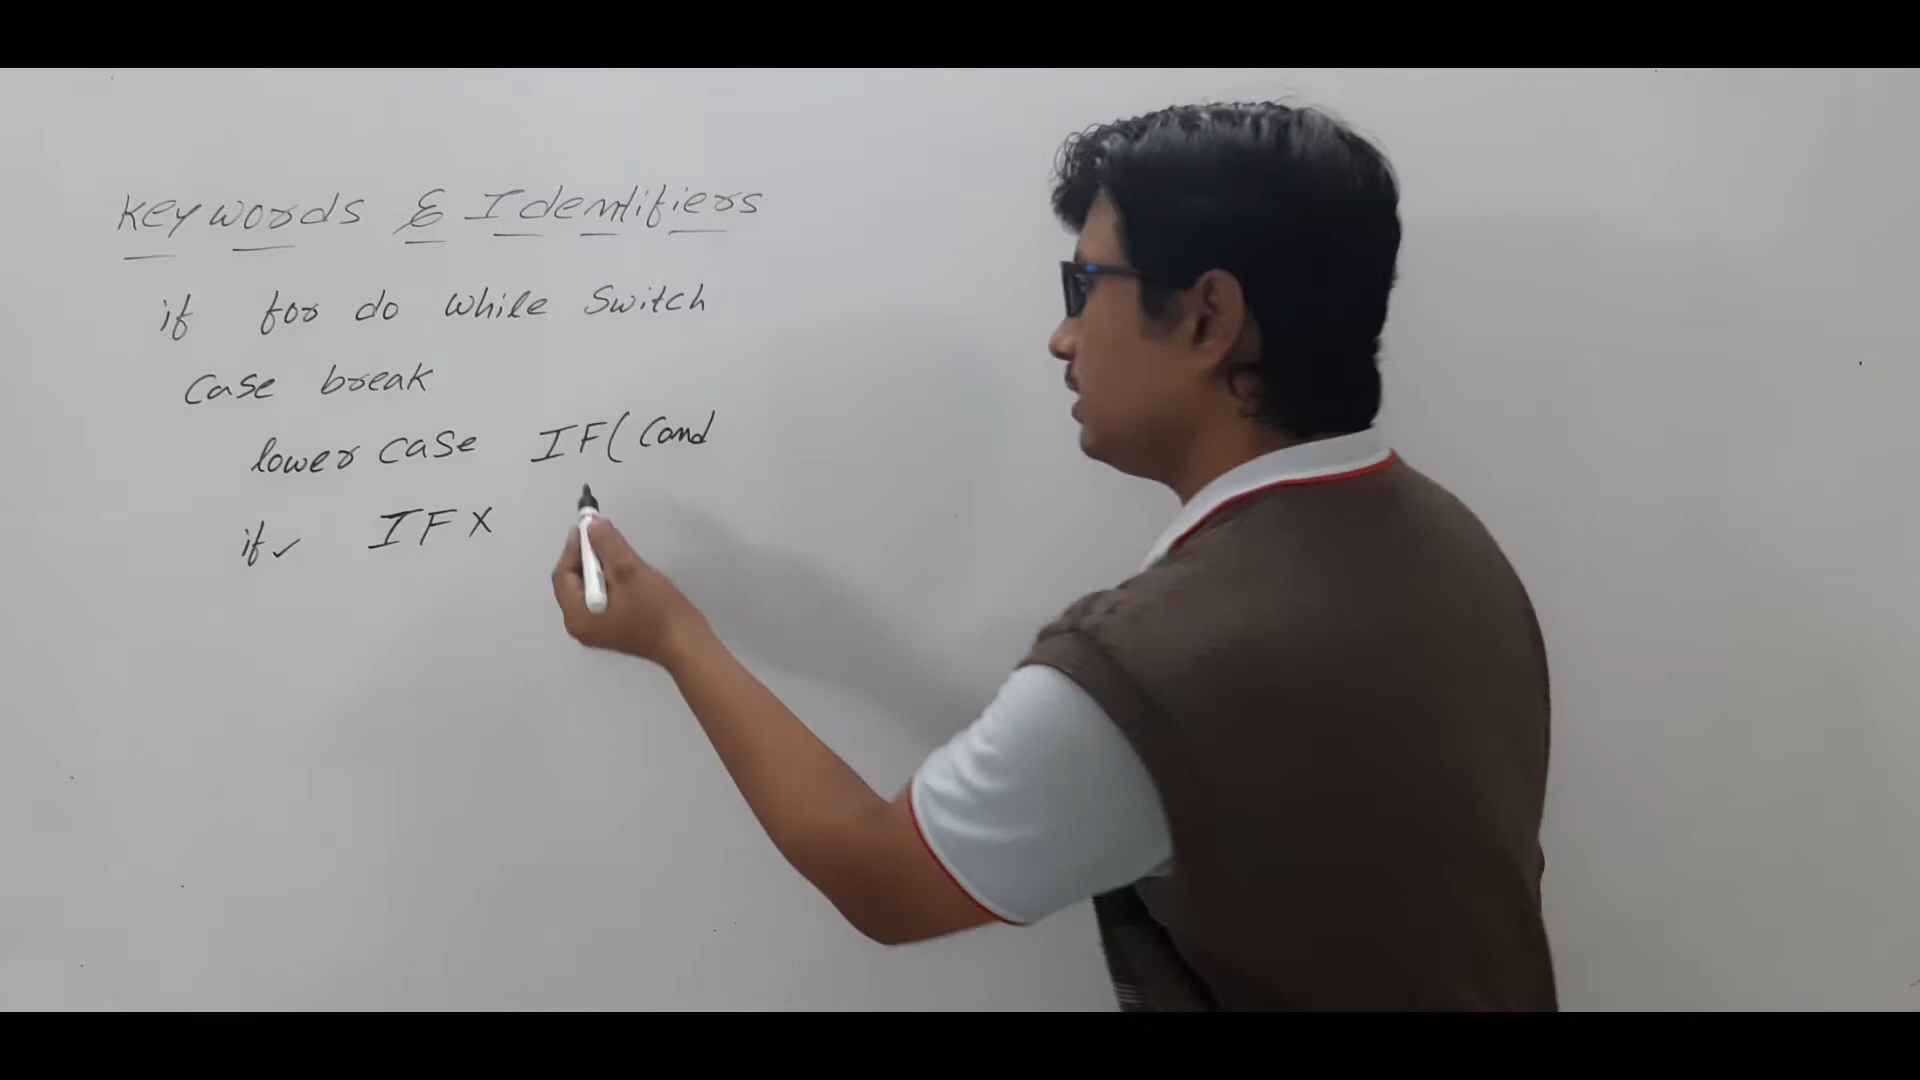 Keywords & Identifiers
if for do while Switch
Case break
lower case IF( Cond
if ✓ IF X